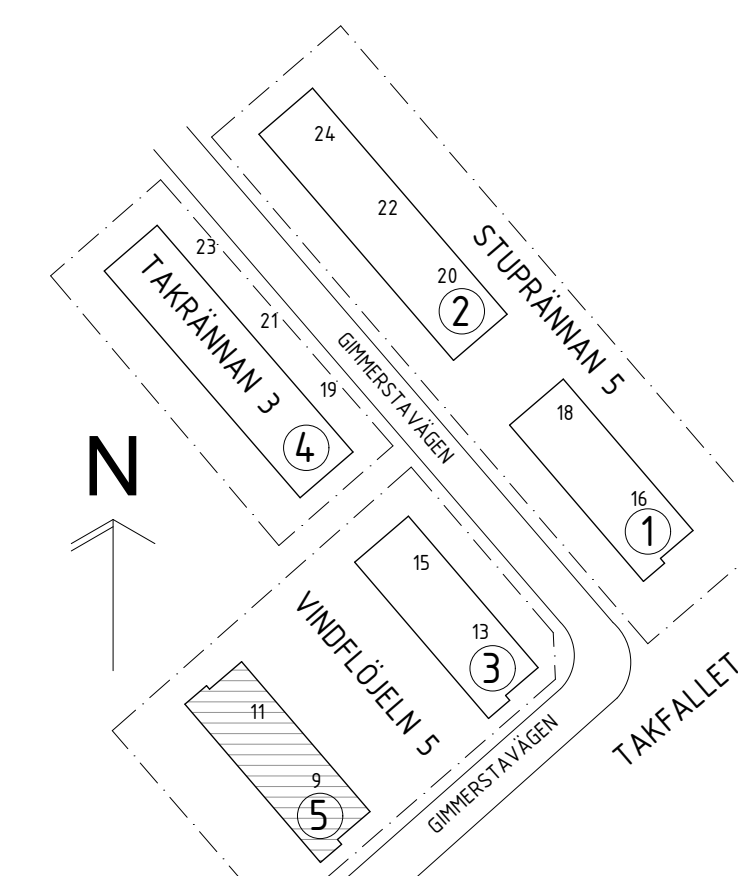 24
22
20
2
STUPRÄNNAN 5
23
21
19
TAKRÄNNAN 3
4
GIMMERSTAVÄGEN
18
16
1
N
15
13
3
VINDFLÖJELN 5
11
9
5
GIMMERSTAVÄGEN
TAKFALLET